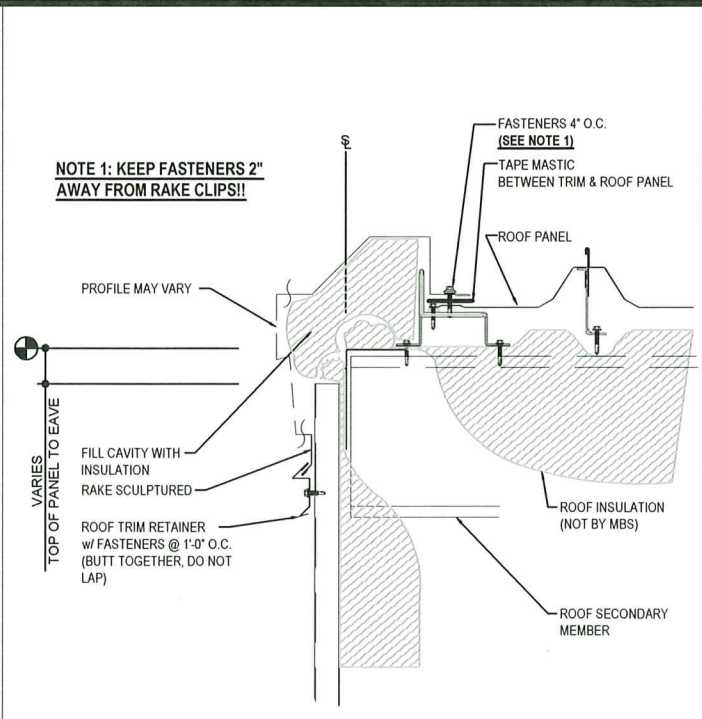 FASTENERS 4" O.C.
(SEE NOTE 1)
TAPE MASTIC
BETWEEN TRIM & ROOF PANEL
ROOF PANEL
NOTE 1: KEEP FASTENERS 2"
AWAY FROM RAKE CLIPS!!
PROFILE MAY VARY
VARIES
TOP OF PANEL TO EAVE
FILL CAVITY WITH
INSULATION
RAKE SCULPTURED
ROOF TRIM RETAINER
w/ FASTENERS @ 1'-0" O.C.
(BUTT TOGETHER, DO NOT
LAP)
ROOF INSULATION
(NOT BY MBS)
ROOF SECONDARY
MEMBER